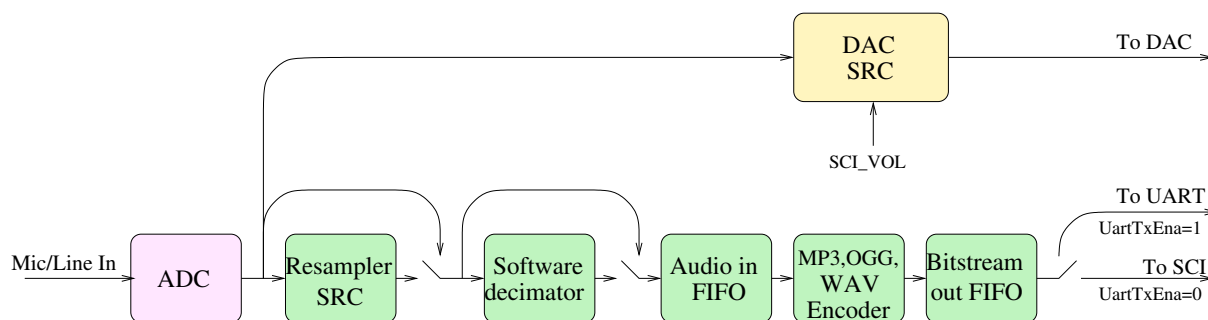 DAC
SRC
To DAC
SCI_VOL
To UART
UartTxEna=1
Mic/Line In
ADC
Resampler
SRC
Software
decimator
Audio in
FIFO
MP3,OGG,
WAV
Encoder
Bitstream
out FIFO
To SCI
UartTxEna=0